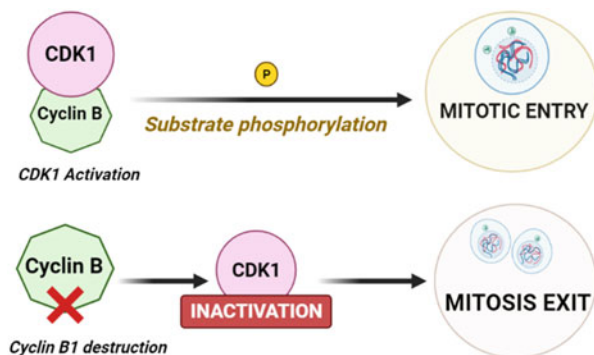 CDK1
Cyclin B
P
Substrate phosphorylation
MITOTIC ENTRY
CDK1 Activation
Cyclin B
CDK1
INACTIVATION
MITOSIS EXIT
Cyclin B1 destruction